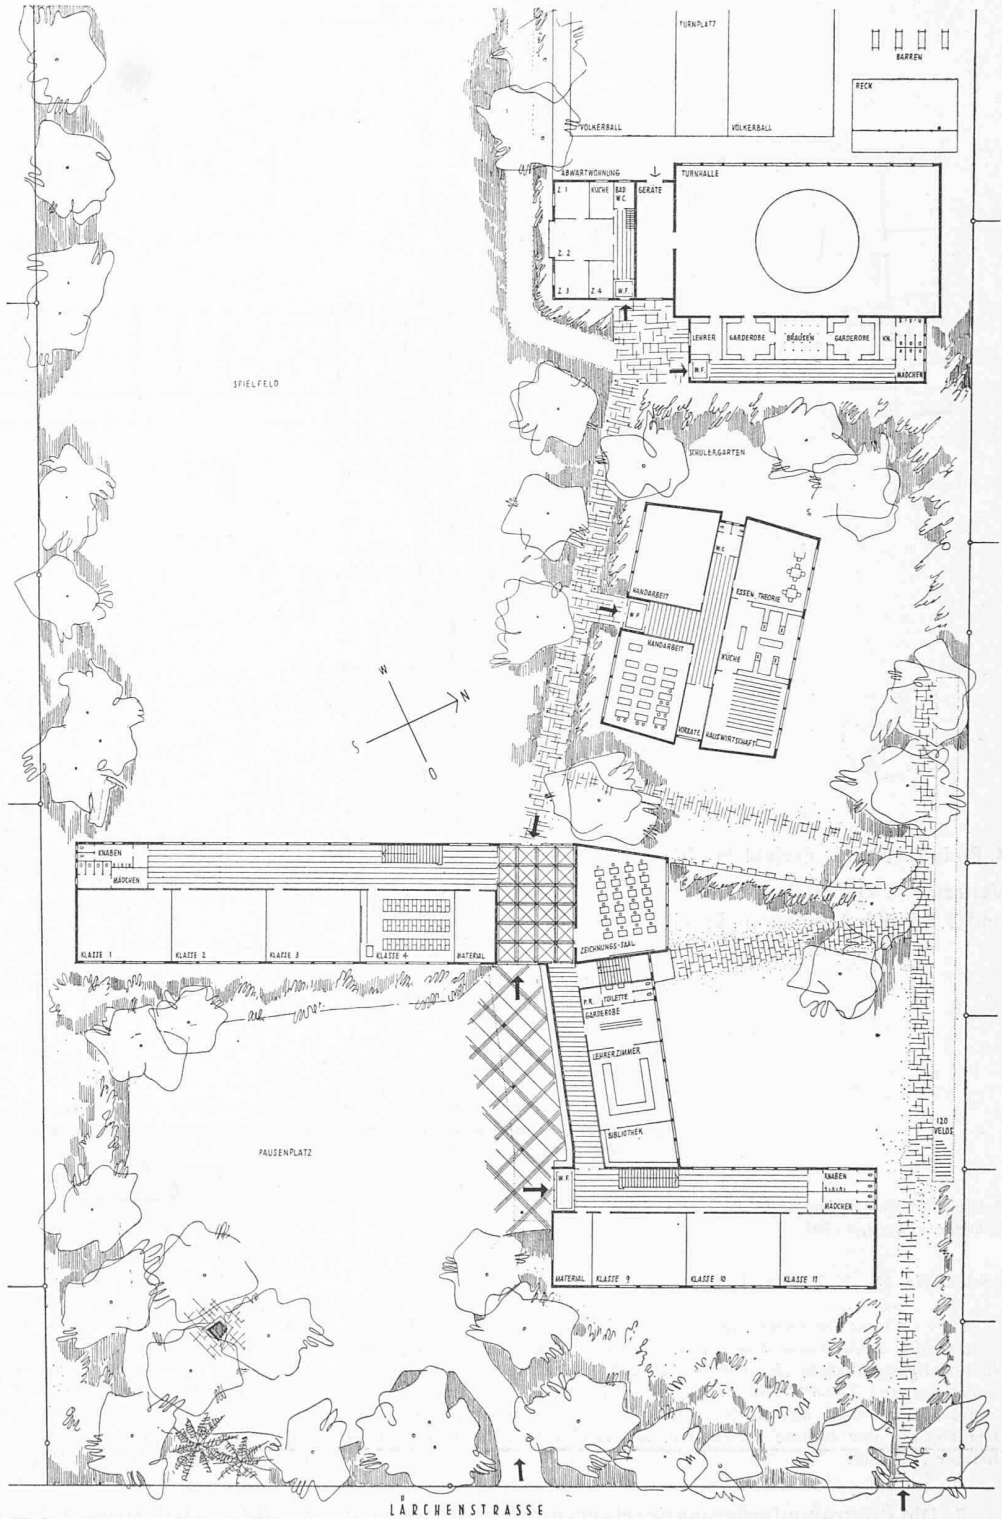 TURNPLATZ
BARREN
RECK
VÖLKERBALL
VÖLKERBALL
ABWARTWOHNUNG
TURNHALLE
Z. 1
KÜCHE
BAD
W.C.
GERÄTE
Z. 2
Z. 3
Z. 4
W.F.
LEHRER
GARDEROBE
BRAUSEN
GARDEROBE
KN.
W.F.
MÄDCHEN
SPIELFELD
SCHÜLERGARTEN
W.C.
HANDARBEIT
ESSEN THEORIE
W.F.
HANDARBEIT
KÜCHE
VORRÄTE
HAUSWIRTSCHAFT
W
N
S
O
KNABEN
MÄDCHEN
KLASSE 1
KLASSE 2
KLASSE 3
KLASSE 4
MATERIAL
ZEICHNUNGS-SAAL
P.R.
TOILETTE
GARDEROBE
LEHRERZIMMER
BIBLIOTHEK
120
VELOS
PAUSENPLATZ
W.F.
KNABEN
MÄDCHEN
MATERIAL
KLASSE 9
KLASSE 10
KLASSE 11
LÄRCHENSTRASSE